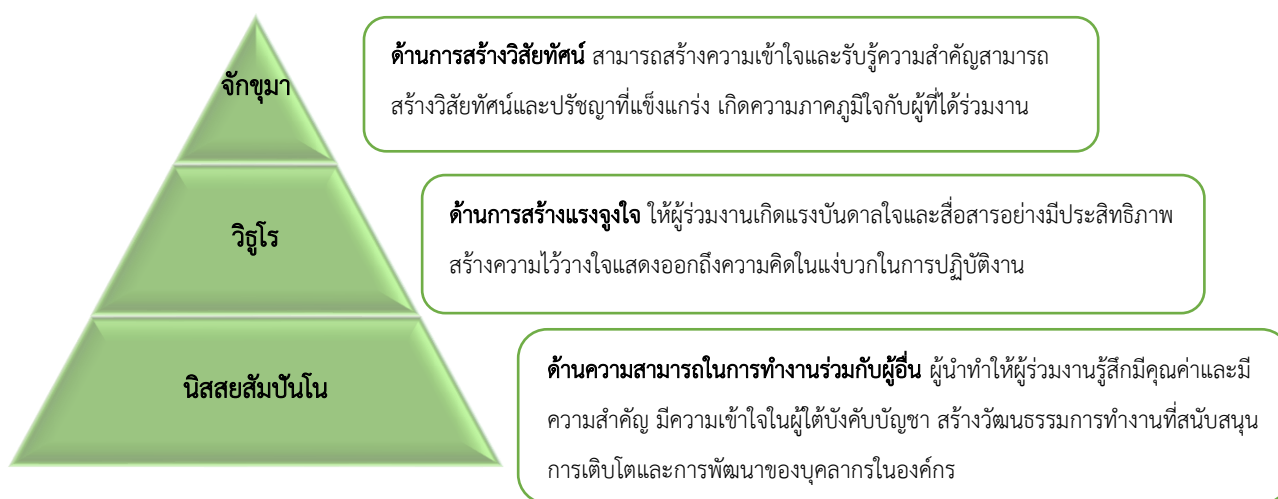 จักขุมา
ด้านการสร้างวิสัยทัศน์ สามารถสร้างความเข้าใจและรับรู้ความสำคัญสามารถ
สร้างวิสัยทัศน์และปรัชญาที่แข็งแกร่ง เกิดความภาคภูมิใจกับผู้ที่ได้ร่วมงาน
วิธูโร
ด้านการสร้างแรงจูงใจ ให้ผู้ร่วมงานเกิดแรงบันดาลใจและสื่อสารอย่างมีประสิทธิภาพ
สร้างความไว้วางใจแสดงออกถึงความคิดในแง่บวกในการปฏิบัติงาน
นิสสยสัมปันโน
ด้านความสามารถในการทำงานร่วมกับผู้อื่น ผู้นำทำให้ผู้ร่วมงานรู้สึกมีคุณค่าและมี
ความสำคัญ มีความเข้าใจในผู้ใต้บังคับบัญชา สร้างวัฒนธรรมการทำงานที่สนับสนุน
การเติบโตและการพัฒนาของบุคลากรในองค์กร